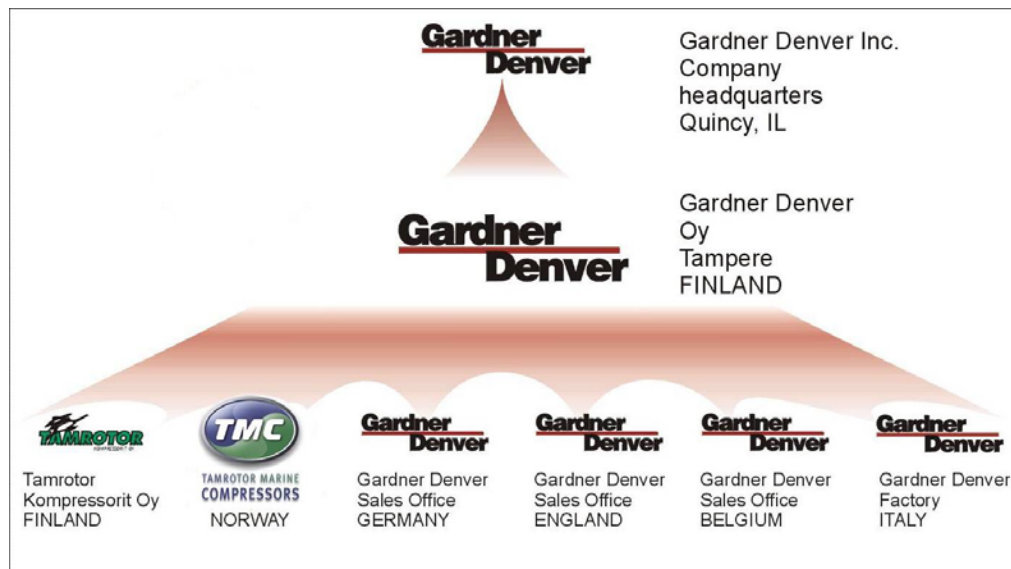 Gardner
Denver
Gardner Denver Inc.
Company
headquarters
Quincy, IL
Gardner
Denver
Gardner Denver
Oy
Tampere
FINLAND
TAMROTOR
KOMPRESSORIT OY
Tamrotor
Kompressorit Oy
FINLAND
TMC
TAMROTOR MARINE
COMPRESSORS
NORWAY
Gardner
Denver
Gardner Denver
Sales Office
GERMANY
Gardner
Denver
Gardner Denver
Sales Office
ENGLAND
Gardner
Denver
Gardner Denver
Sales Office
BELGIUM
Gardner
Denver
Gardner Denver
Factory
ITALY